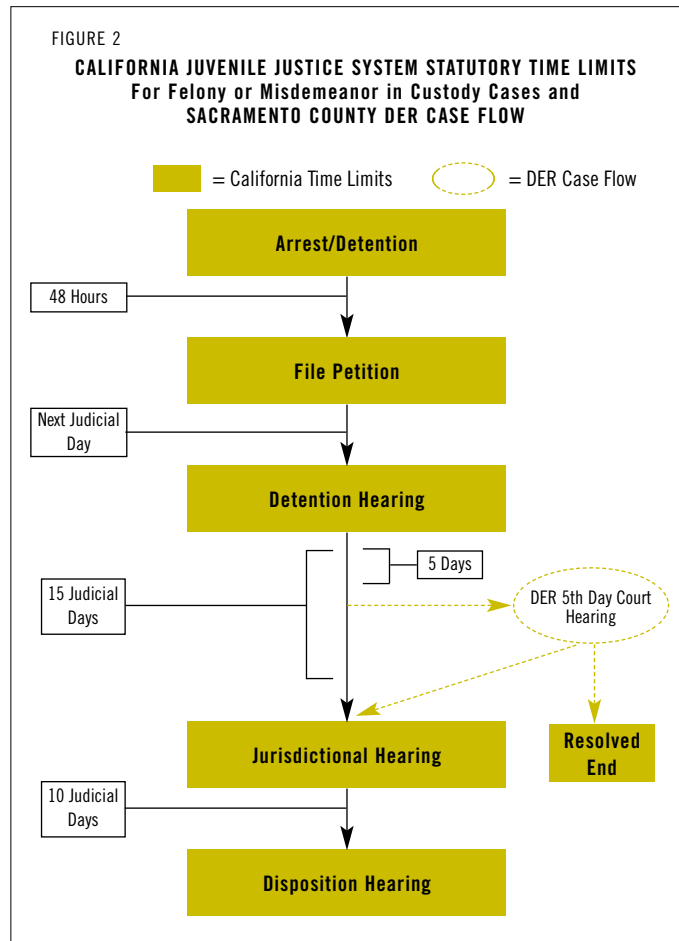 FIGURE 2
CALIFORNIA JUVENILE JUSTICE SYSTEM STATUTORY TIME LIMITS
For Felony or Misdemeanor in Custody Cases and
SACRAMENTO COUNTY DER CASE FLOW
= California Time Limits
= DER Case Flow
Arrest/Detention
48 Hours
File Petition
Next Judicial
Day
Detention Hearing
5 Days
15 Judicial
Days
DER 5th Day Court
Hearing
Jurisdictional Hearing
Resolved
End
10 Judicial
Days
Disposition Hearing